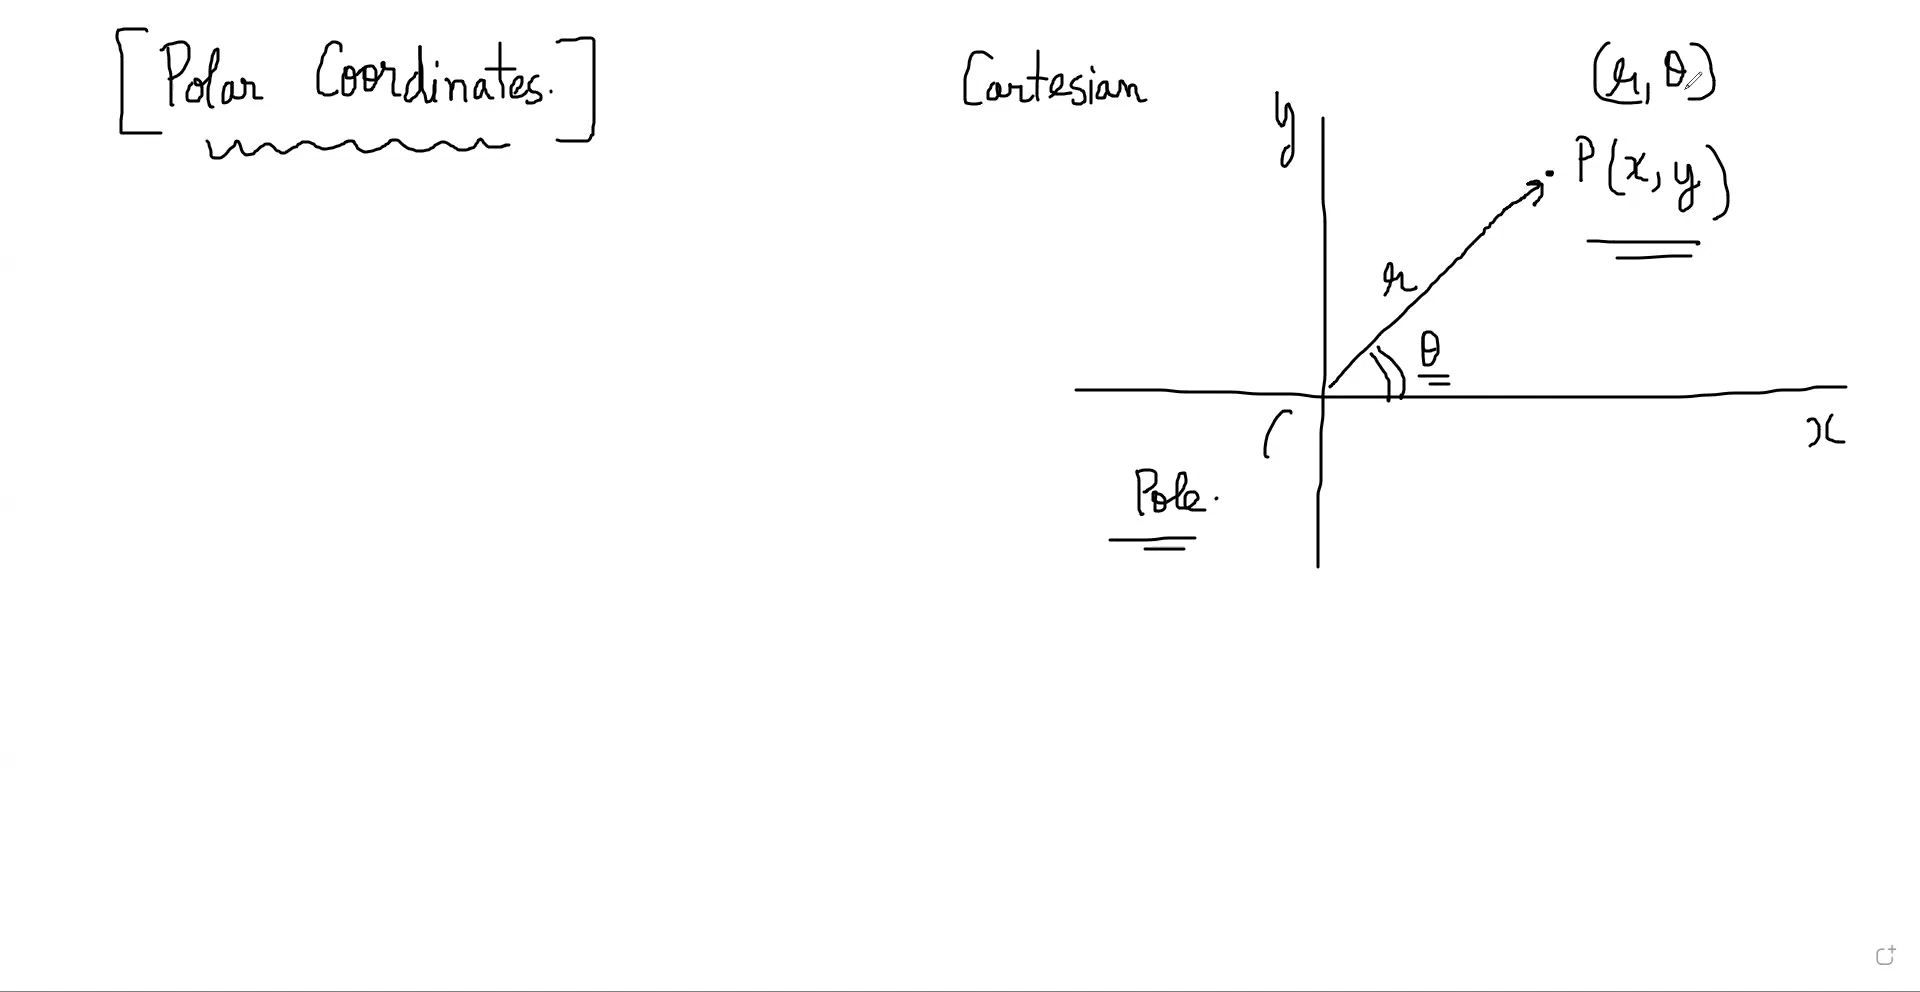 [Polar Coordinates.]
Cartesian
y
(r, θ)
P(x, y)
r
θ
x
Pole.